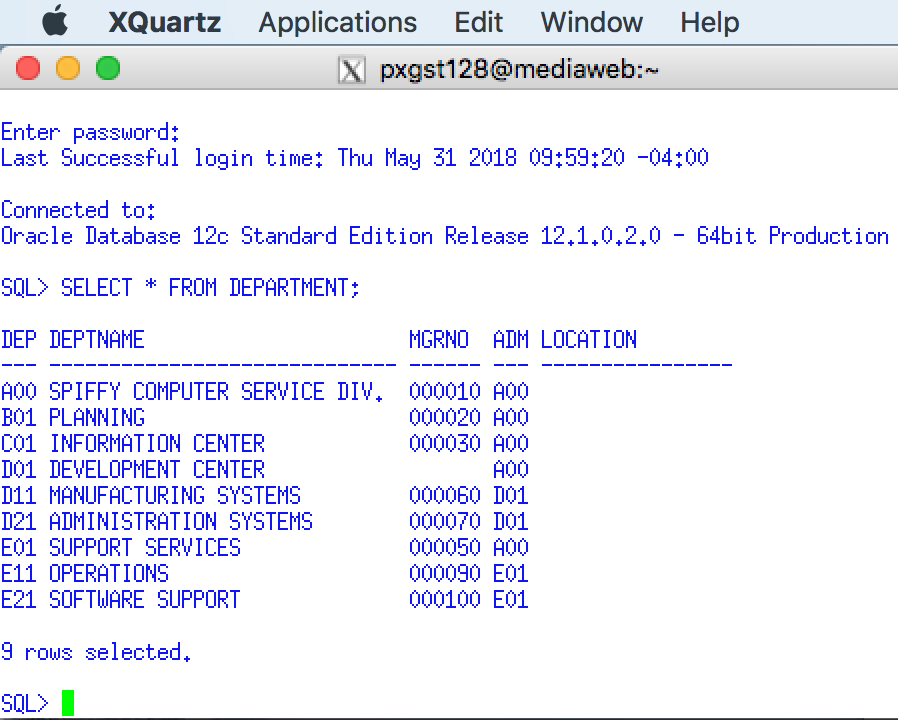 XQuartz Applications Edit Window Help
X pxgst128@mediaweb:~
Enter password:
Last Successful login time: Thu May 31 2018 09:59:20 -04:00
Connected to:
Oracle Database 12c Standard Edition Release 12.1.0.2.0 - 64bit Production
SQL> SELECT * FROM DEPARTMENT;
DEP DEPTNAME                      MGRNO  ADM LOCATION
--- ----------------------------- ------ --- ----------------
A00 SPIFFY COMPUTER SERVICE DIV.  000010 A00
B01 PLANNING                      000020 A00
C01 INFORMATION CENTER            000030 A00
D01 DEVELOPMENT CENTER                   A00
D11 MANUFACTURING SYSTEMS         000060 D01
D21 ADMINISTRATION SYSTEMS        000070 D01
E01 SUPPORT SERVICES              000050 A00
E11 OPERATIONS                    000090 E01
E21 SOFTWARE SUPPORT              000100 E01
9 rows selected.
SQL>